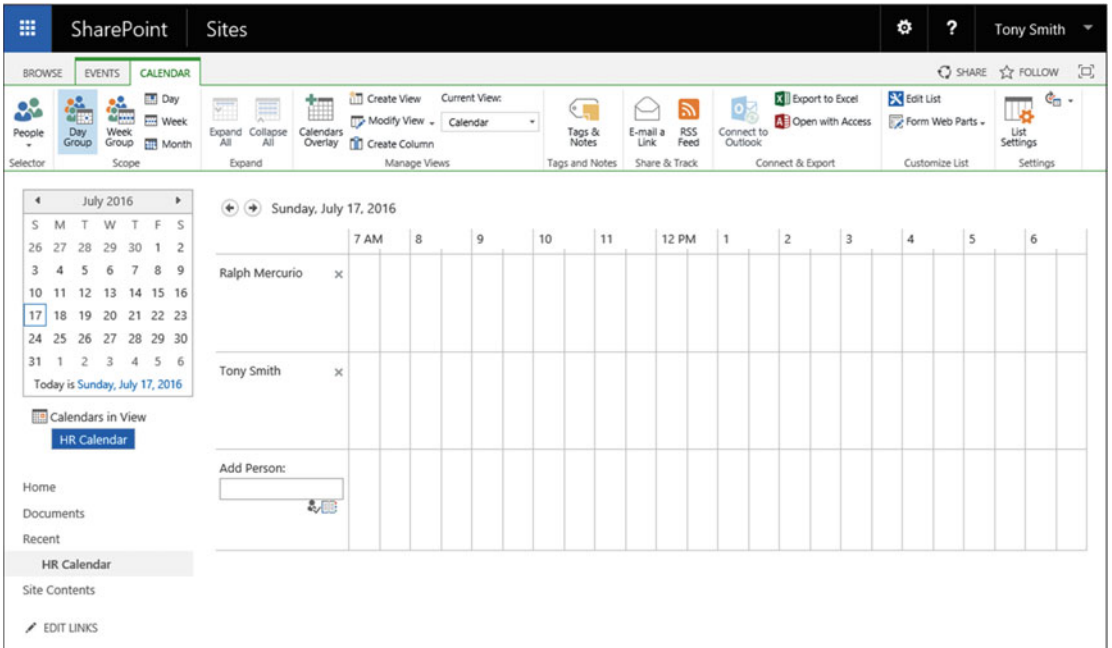 SharePoint Sites ? Tony Smith
BROWSE EVENTS CALENDAR SHARE FOLLOW
People
Selector
Day Group
Week Group
Day
Week
Month
Scope
Expand All
Collapse All
Expand
Calendars Overlay
Create View
Modify View
Create Column
Current View:
Calendar
Manage Views
Tags & Notes
Tags and Notes
E-mail a Link
RSS Feed
Share & Track
Connect to Outlook
Export to Excel
Open with Access
Connect & Export
Edit List
Form Web Parts
Customize List
List Settings
Settings
July 2016
S M T W T F S
26 27 28 29 30 1 2
3 4 5 6 7 8 9
10 11 12 13 14 15 16
17 18 19 20 21 22 23
24 25 26 27 28 29 30
31 1 2 3 4 5 6
Today is Sunday, July 17, 2016
Calendars in View
HR Calendar
Home
Documents
Recent
HR Calendar
Site Contents
EDIT LINKS
Sunday, July 17, 2016
7 AM 8 9 10 11 12 PM 1 2 3 4 5 6
Ralph Mercurio
Tony Smith
Add Person: